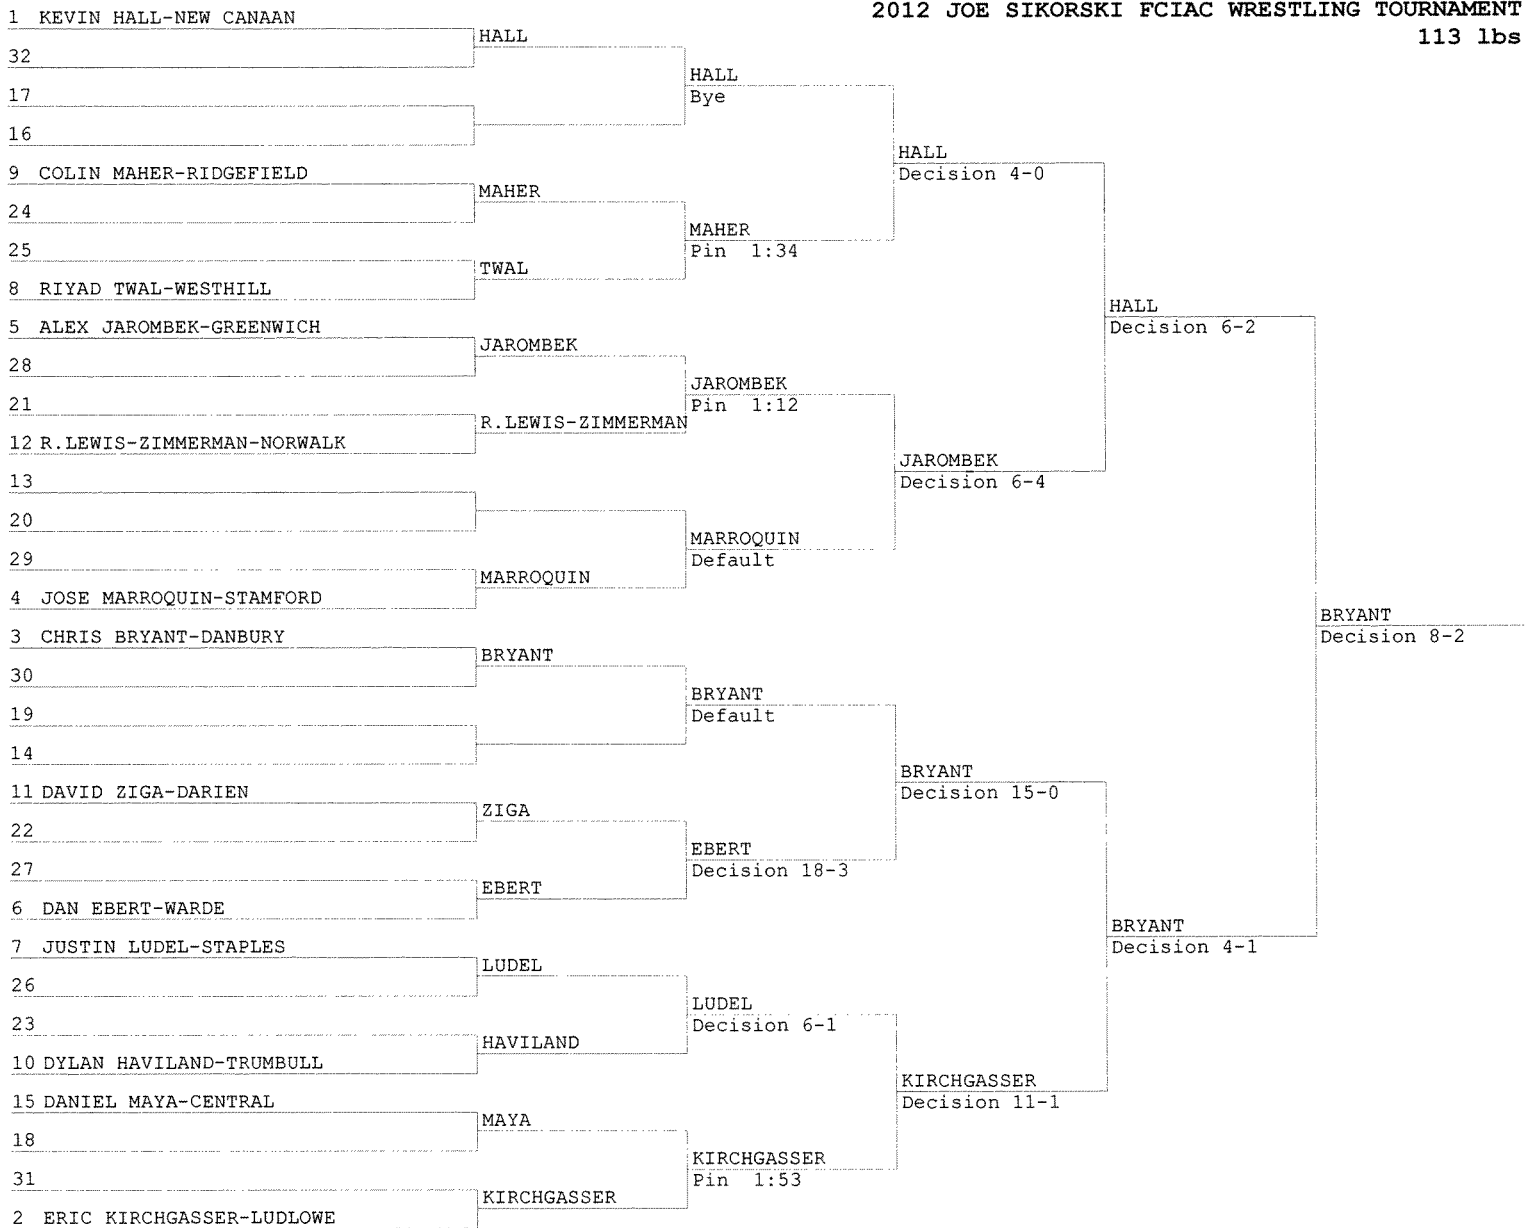 2012 JOE SIKORSKI FCIAC WRESTLING TOURNAMENT
113 lbs
1 KEVIN HALL-NEW CANAAN
HALL
32
HALL
Bye
17
16
HALL
Decision 4-0
9 COLIN MAHER-RIDGEFIELD
MAHER
24
MAHER
Pin 1:34
25
TWAL
8 RIYAD TWAL-WESTHILL
HALL
Decision 6-2
5 ALEX JAROMBEK-GREENWICH
JAROMBEK
28
JAROMBEK
Pin 1:12
21
R.LEWIS-ZIMMERMAN
12 R.LEWIS-ZIMMERMAN-NORWALK
JAROMBEK
Decision 6-4
13
20
MARROQUIN
Default
29
MARROQUIN
4 JOSE MARROQUIN-STAMFORD
BRYANT
Decision 8-2
3 CHRIS BRYANT-DANBURY
BRYANT
30
BRYANT
Default
19
14
BRYANT
Decision 15-0
11 DAVID ZIGA-DARIEN
ZIGA
22
EBERT
Decision 18-3
27
EBERT
6 DAN EBERT-WARDE
BRYANT
Decision 4-1
7 JUSTIN LUDEL-STAPLES
LUDEL
26
LUDEL
Decision 6-1
23
HAVILAND
10 DYLAN HAVILAND-TRUMBULL
KIRCHGASSER
Decision 11-1
15 DANIEL MAYA-CENTRAL
MAYA
18
KIRCHGASSER
Pin 1:53
31
KIRCHGASSER
2 ERIC KIRCHGASSER-LUDLOWE